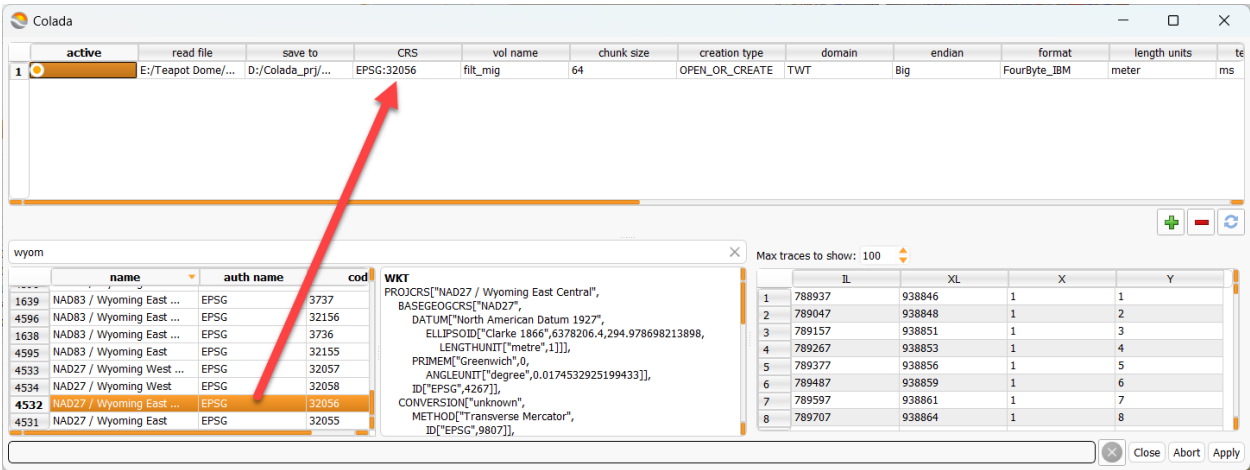 Colada
active read file save to CRS vol name chunk size creation type domain endian format length units te
1 E:/Teapot Dome/... D:/Colada_prj/... EPSG:32056 filt_mig 64 OPEN_OR_CREATE TWT Big FourByte_IBM meter ms
wyom
Max traces to show: 100
name auth name cod
1639 NAD83 / Wyoming East ... EPSG 3737
4596 NAD83 / Wyoming East ... EPSG 32156
1638 NAD83 / Wyoming East EPSG 3736
4595 NAD83 / Wyoming East EPSG 32155
4533 NAD27 / Wyoming West ... EPSG 32057
4534 NAD27 / Wyoming West EPSG 32058
4532 NAD27 / Wyoming East ... EPSG 32056
4531 NAD27 / Wyoming East EPSG 32055
WKT
PROJCRS["NAD27 / Wyoming East Central",
BASEGEOGCRS["NAD27",
DATUM["North American Datum 1927",
ELLIPSOID["Clarke 1866",6378206.4,294.978698213898,
LENGTHUNIT["metre",1]]],
PRIMEM["Greenwich",0,
ANGLEUNIT["degree",0.0174532925199433]],
ID["EPSG",4267]],
CONVERSION["unknown",
METHOD["Transverse Mercator",
ID["EPSG",9807]],
IL XL X Y
1 788937 938846 1 1
2 789047 938848 1 2
3 789157 938851 1 3
4 789267 938853 1 4
5 789377 938856 1 5
6 789487 938859 1 6
7 789597 938861 1 7
8 789707 938864 1 8
Close Abort Apply